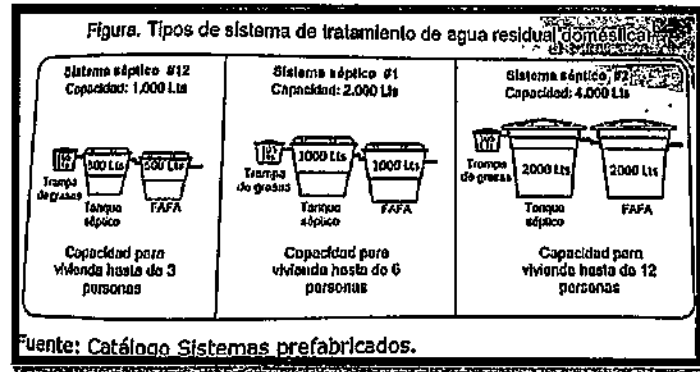 Figura. Tipos de sistema de tratamiento de agua residual doméstica
Sistema séptico #12
Capacidad: 1.000 Lts
Trampa
de grasas
500 Lts
500 Lts
Tanque
séptico
FAFA
Capacidad para
vivienda hasta de 3
personas
Sistema séptico #1
Capacidad: 2.000 Lts
Trampa
de grasas
1000 Lts
1000 Lts
Tanque
séptico
FAFA
Capacidad para
vivienda hasta de 6
personas
Sistema séptico #2
Capacidad: 4.000 Lts
Trampa
de grasas
2000 Lts
2000 Lts
Tanque
séptico
FAFA
Capacidad para
vivienda hasta de 12
personas
Fuente: Catálogo Sistemas prefabricados.